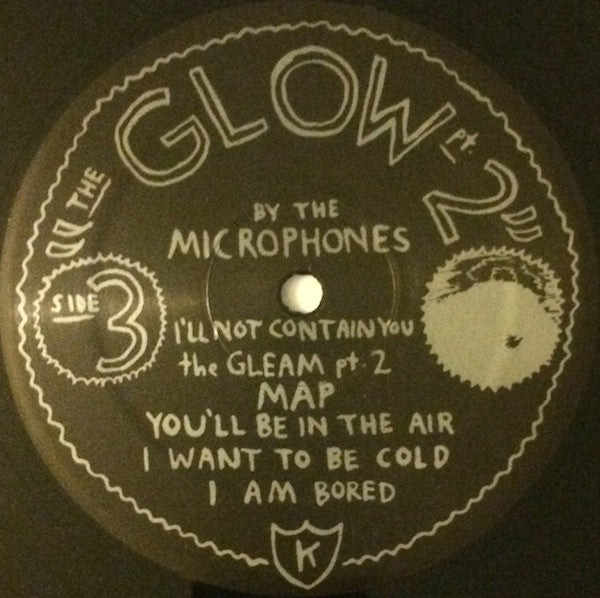 "THE GLOW pt. 2"
BY THE
MICROPHONES
SIDE 3
I'LL NOT CONTAIN YOU
the GLEAM pt. 2
MAP
YOU'LL BE IN THE AIR
I WANT TO BE COLD
I AM BORED
K